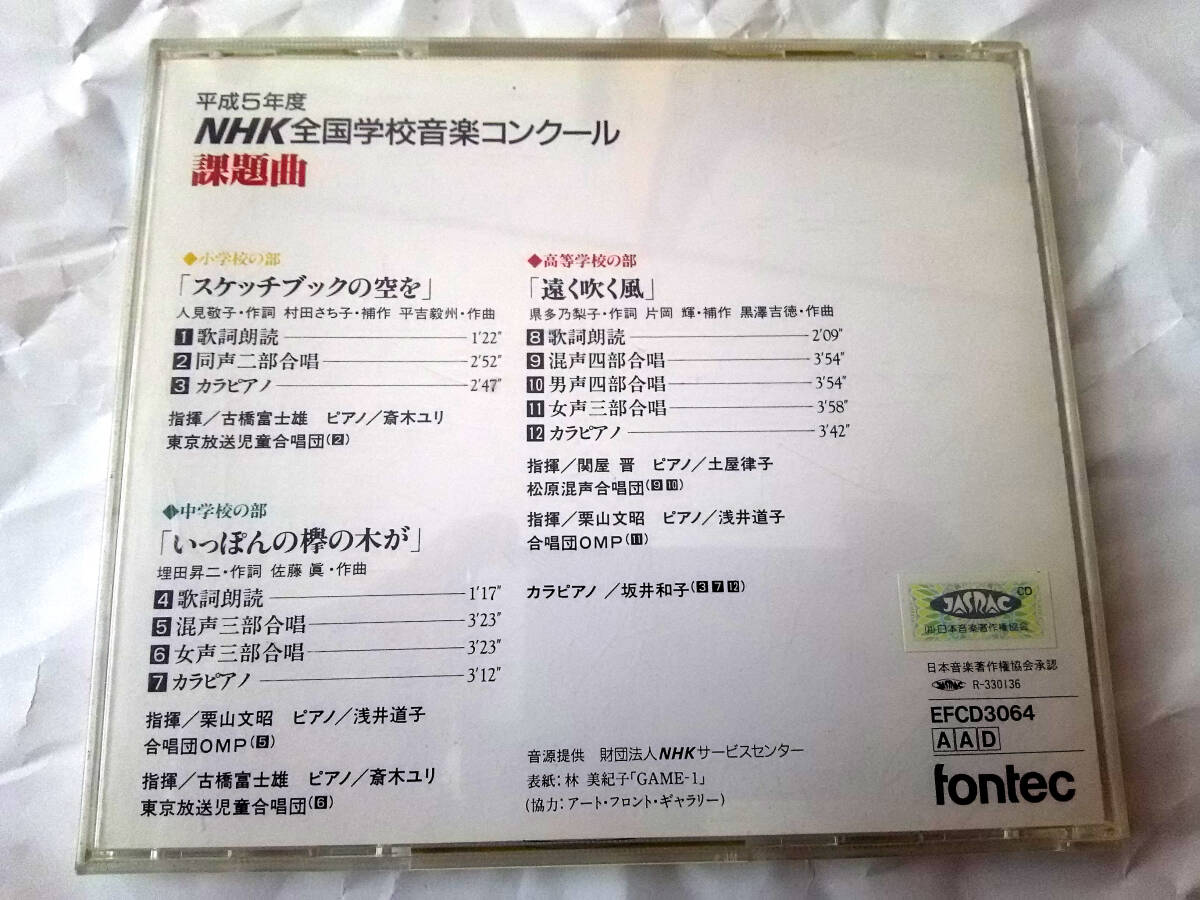 平成5年度
NHK全国学校音楽コンクール
課題曲
◆小学校の部
「スケッチブックの空を」
人見敬子・作詞 村田さち子・補作 平吉毅州・作曲
1 歌詞朗読 1'22"
2 同声二部合唱 2'52"
3 カラピアノ 2'47"
指揮/古橋富士雄 ピアノ/斎木ユリ
東京放送児童合唱団(2)
◆中学校の部
「いっぽんの欅の木が」
埋田昇二・作詞 佐藤 眞・作曲
4 歌詞朗読 1'17"
5 混声三部合唱 3'23"
6 女声三部合唱 3'23"
7 カラピアノ 3'12"
指揮/栗山文昭 ピアノ/浅井道子
合唱団OMP(5)
指揮/古橋富士雄 ピアノ/斎木ユリ
東京放送児童合唱団(6)
◆高等学校の部
「遠く吹く風」
県多乃梨子・作詞 片岡 輝・補作 黒澤吉徳・作曲
8 歌詞朗読 2'09"
9 混声四部合唱 3'54"
10 男声四部合唱 3'54"
11 女声三部合唱 3'58"
12 カラピアノ 3'42"
指揮/関屋 晋 ピアノ/土屋律子
松原混声合唱団(9 10)
指揮/栗山文昭 ピアノ/浅井道子
合唱団OMP(11)
カラピアノ/坂井和子(3 7 12)
音源提供 財団法人NHKサービスセンター
表紙:林 美紀子「GAME-1」
(協力:アート・フロント・ギャラリー)
JASRAC CD
(社)日本音楽著作権協会
日本音楽著作権協会承認
JASRAC R-330136
EFCD3064
AAD
fontec